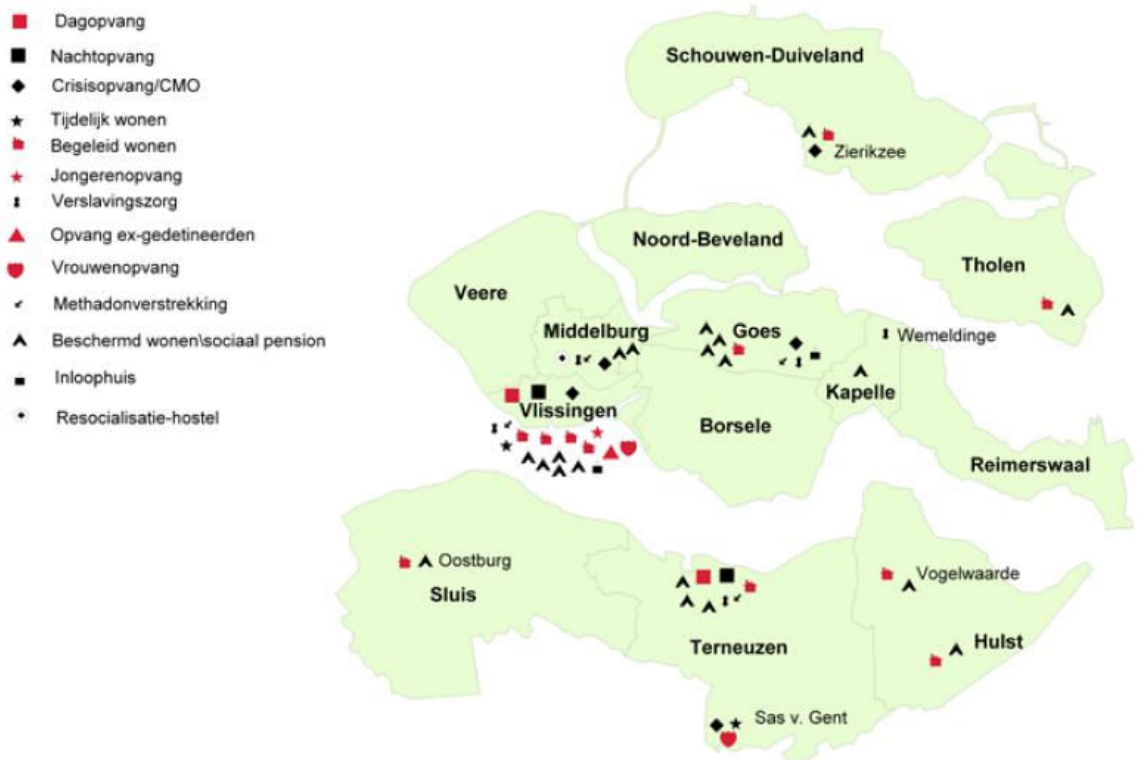 Dagopvang
Nachtopvang
Crisisopvang/CMO
Tijdelijk wonen
Begeleid wonen
Jongerenopvang
Verslavingszorg
Opvang ex-gedetineerden
Vrouwenopvang
Methadonverstrekking
Beschermd wonen\sociaal pension
Inloophuis
Resocialisatie-hostel
Schouwen-Duiveland
Zierikzee
Noord-Beveland
Tholen
Veere
Middelburg
Goes
Wemeldinge
Kapelle
Vlissingen
Borsele
Reimerswaal
Oostburg
Sluis
Vogelwaarde
Terneuzen
Hulst
Sas v. Gent